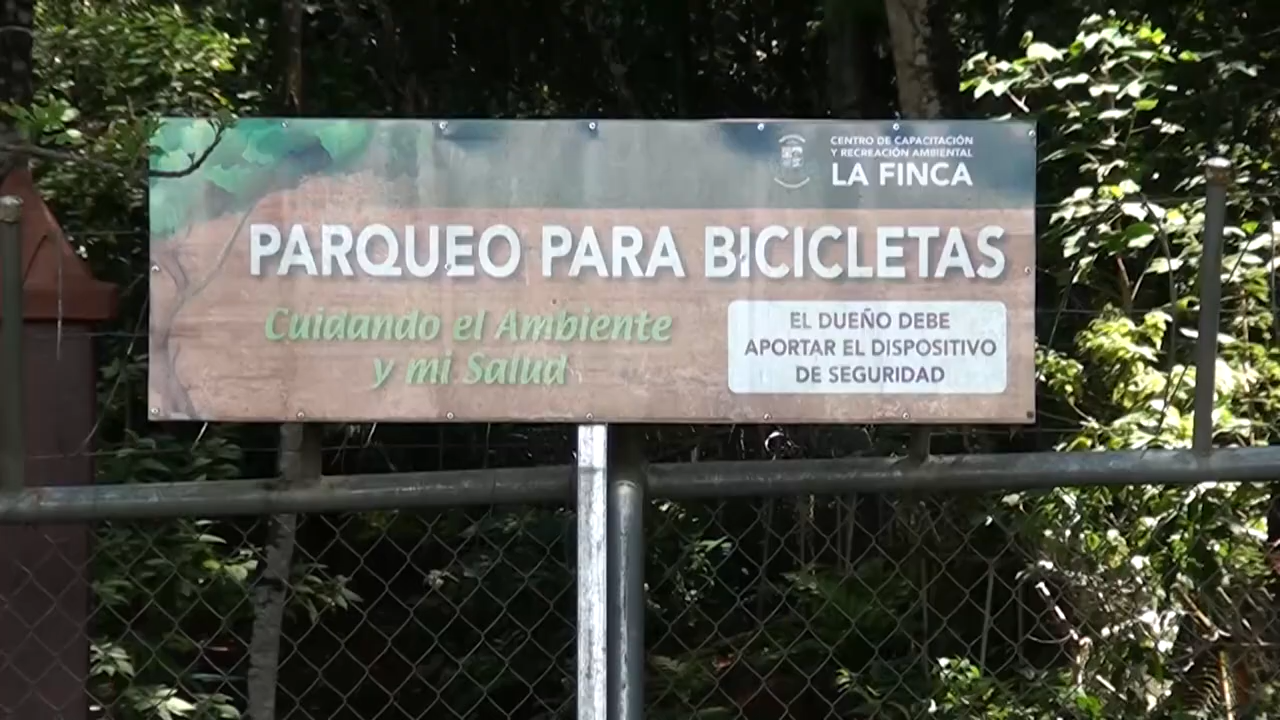 CENTRO DE CAPACITACIÓN
Y RECREACIÓN AMBIENTAL
LA FINCA
PARQUEO PARA BICICLETAS
Cuidando el Ambiente
y mi Salud
EL DUEÑO DEBE
APORTAR EL DISPOSITIVO
DE SEGURIDAD